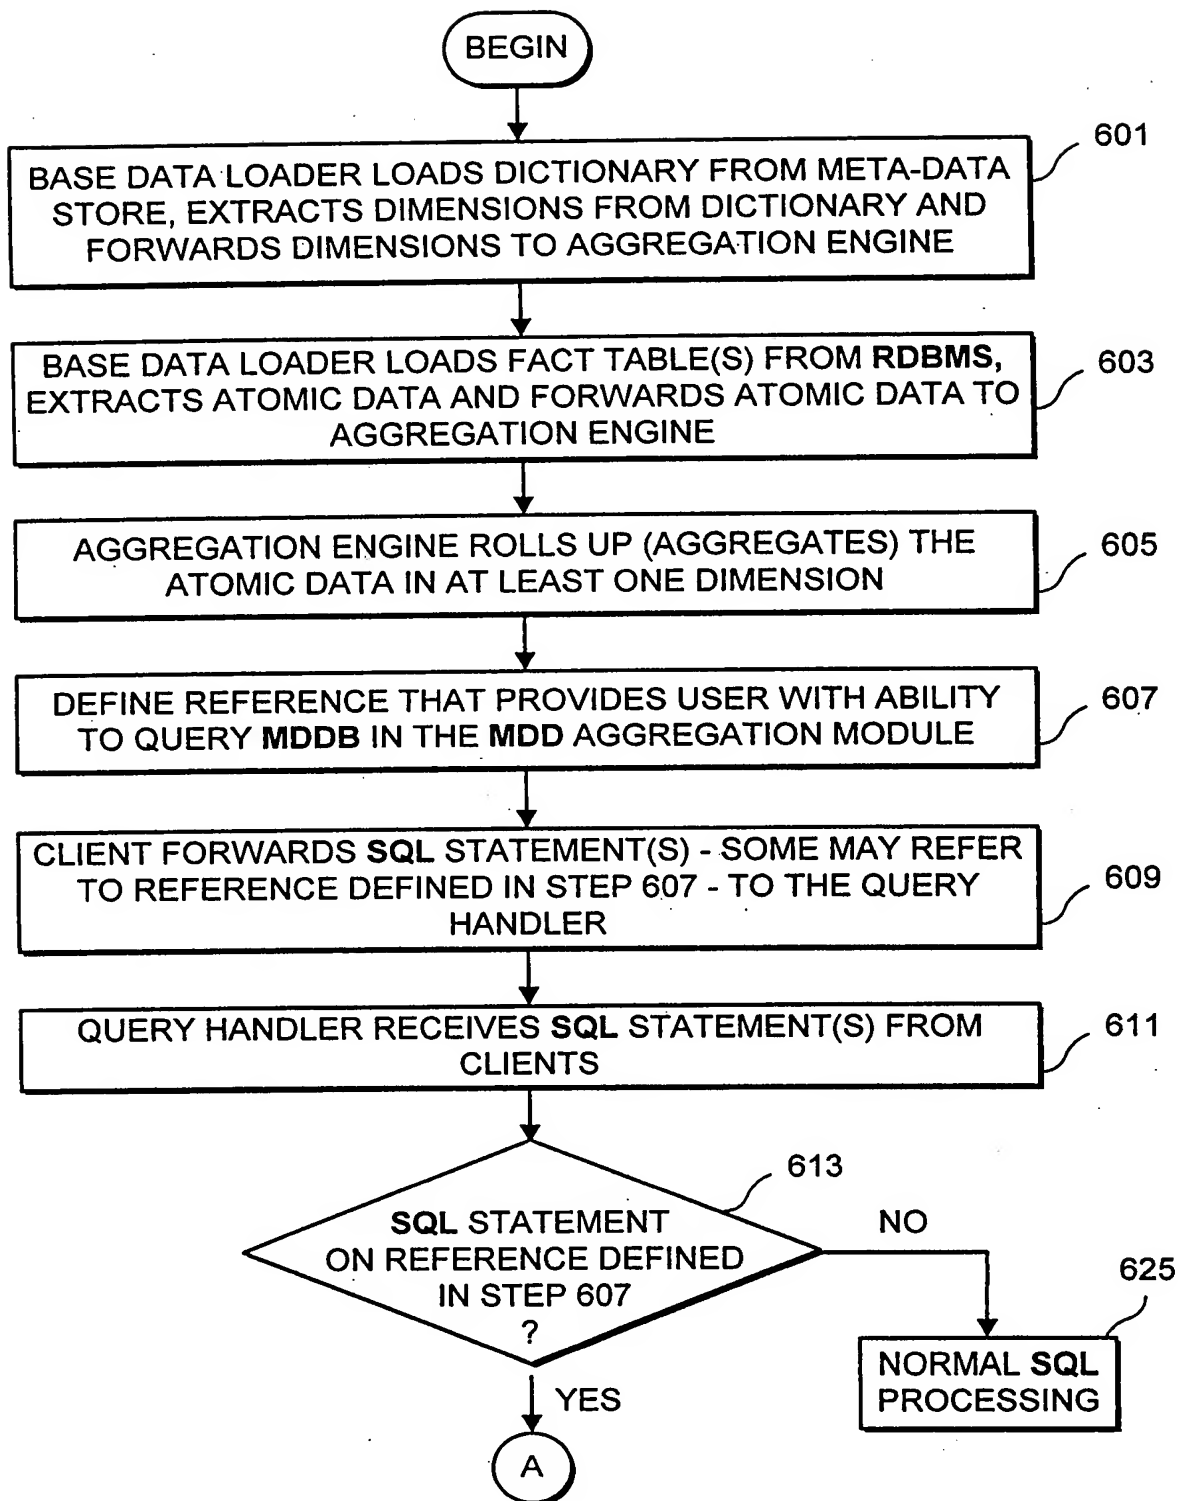 BEGIN
601
BASE DATA LOADER LOADS DICTIONARY FROM META-DATA
STORE, EXTRACTS DIMENSIONS FROM DICTIONARY AND
FORWARDS DIMENSIONS TO AGGREGATION ENGINE
603
BASE DATA LOADER LOADS FACT TABLE(S) FROM RDBMS,
EXTRACTS ATOMIC DATA AND FORWARDS ATOMIC DATA TO
AGGREGATION ENGINE
605
AGGREGATION ENGINE ROLLS UP (AGGREGATES) THE
ATOMIC DATA IN AT LEAST ONE DIMENSION
607
DEFINE REFERENCE THAT PROVIDES USER WITH ABILITY
TO QUERY MDDB IN THE MDD AGGREGATION MODULE
609
CLIENT FORWARDS SQL STATEMENT(S) - SOME MAY REFER
TO REFERENCE DEFINED IN STEP 607 - TO THE QUERY
HANDLER
611
QUERY HANDLER RECEIVES SQL STATEMENT(S) FROM
CLIENTS
613
SQL STATEMENT
ON REFERENCE DEFINED
IN STEP 607
?
NO
625
NORMAL SQL
PROCESSING
YES
A